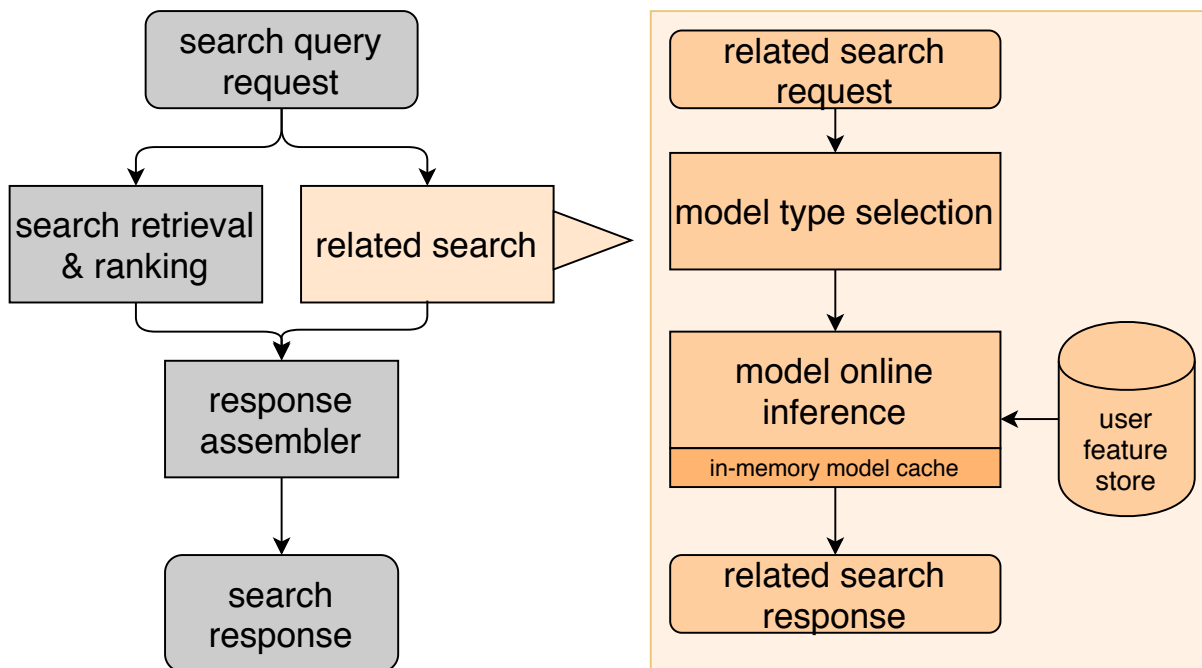 search query
request
search retrieval
& ranking
related search
response
assembler
search
response
related search
request
model type selection
model online
inference
in-memory model cache
user
feature
store
related search
response